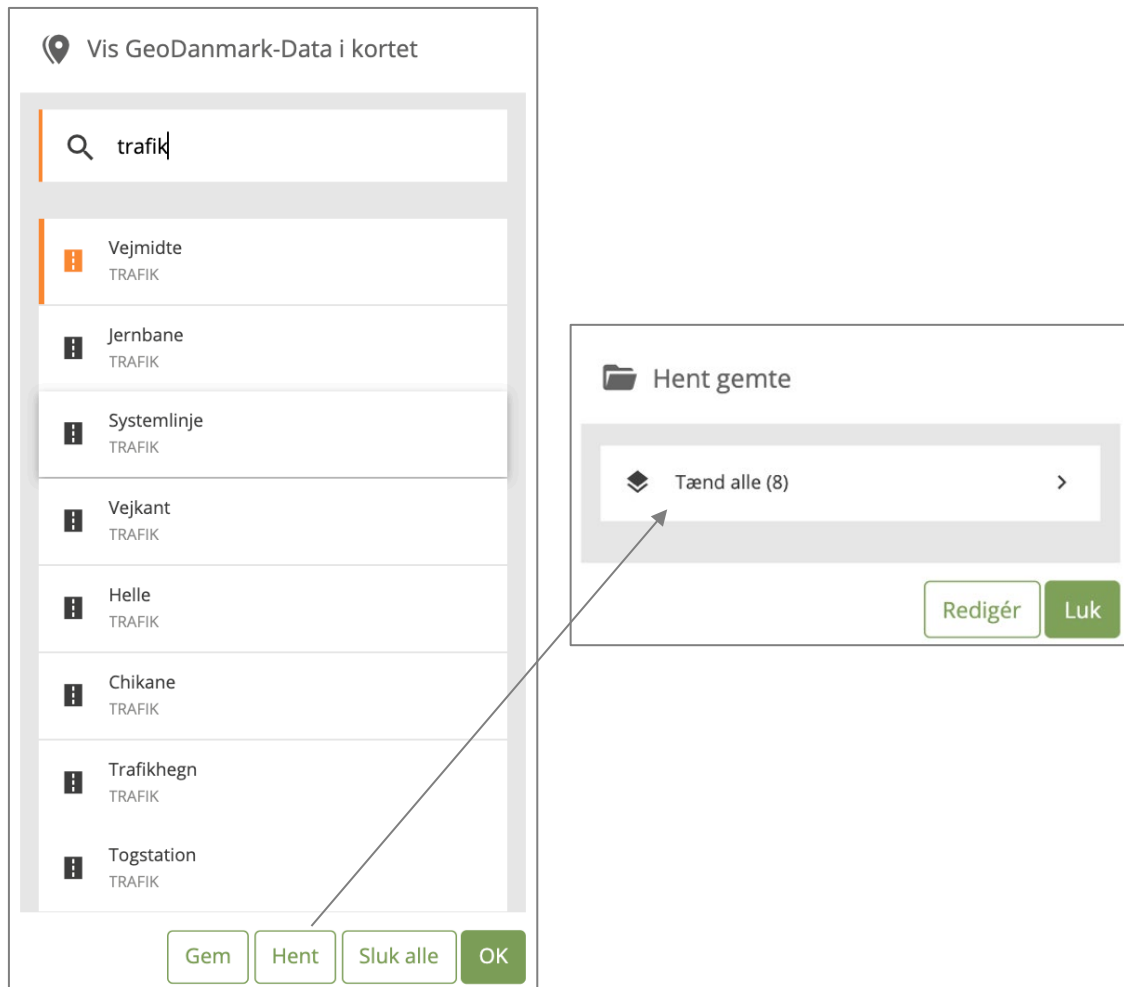 Vis GeoDanmark-Data i kortet
trafik
Vejmidte
TRAFIK
Jernbane
TRAFIK
Systemlinje
TRAFIK
Vejkant
TRAFIK
Helle
TRAFIK
Chikane
TRAFIK
Trafikhegn
TRAFIK
Togstation
TRAFIK
Gem Hent Sluk alle OK
Hent gemte
Tænd alle (8)
Redigér Luk